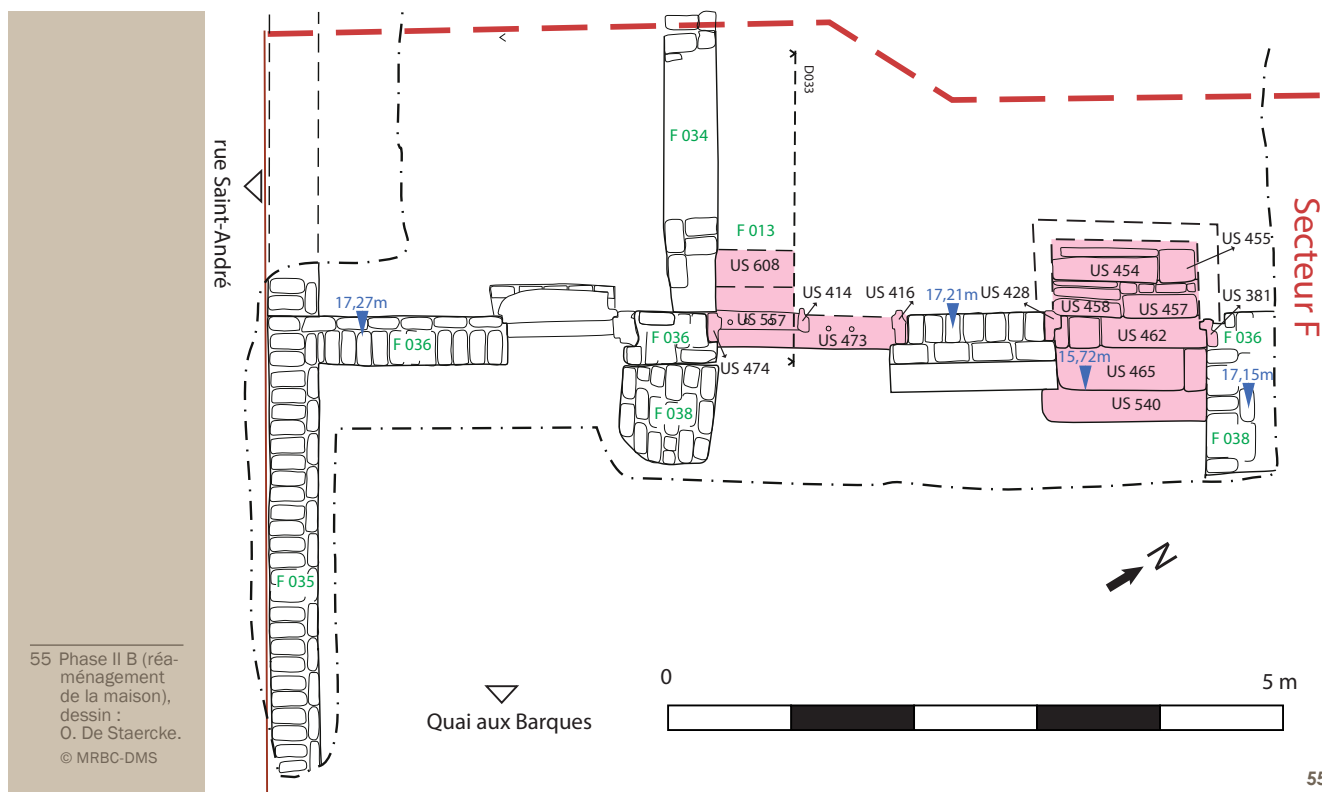 D033
F 034
rue Saint-André
F 013
Secteur F
US 455
US 608
US 454
17,27m
US 414
US 416
17,21m
US 428
US 458
US 457
US 381
US 557
F 036
F 036
US 473
US 462
F 036
US 474
15,72m
US 465
17,15m
US 540
F 038
F 038
N
F 035
0
5 m
Quai aux Barques
55 Phase II B (réa-
ménagement
de la maison),
dessin :
O. De Staercke.
© MRBC-DMS
55